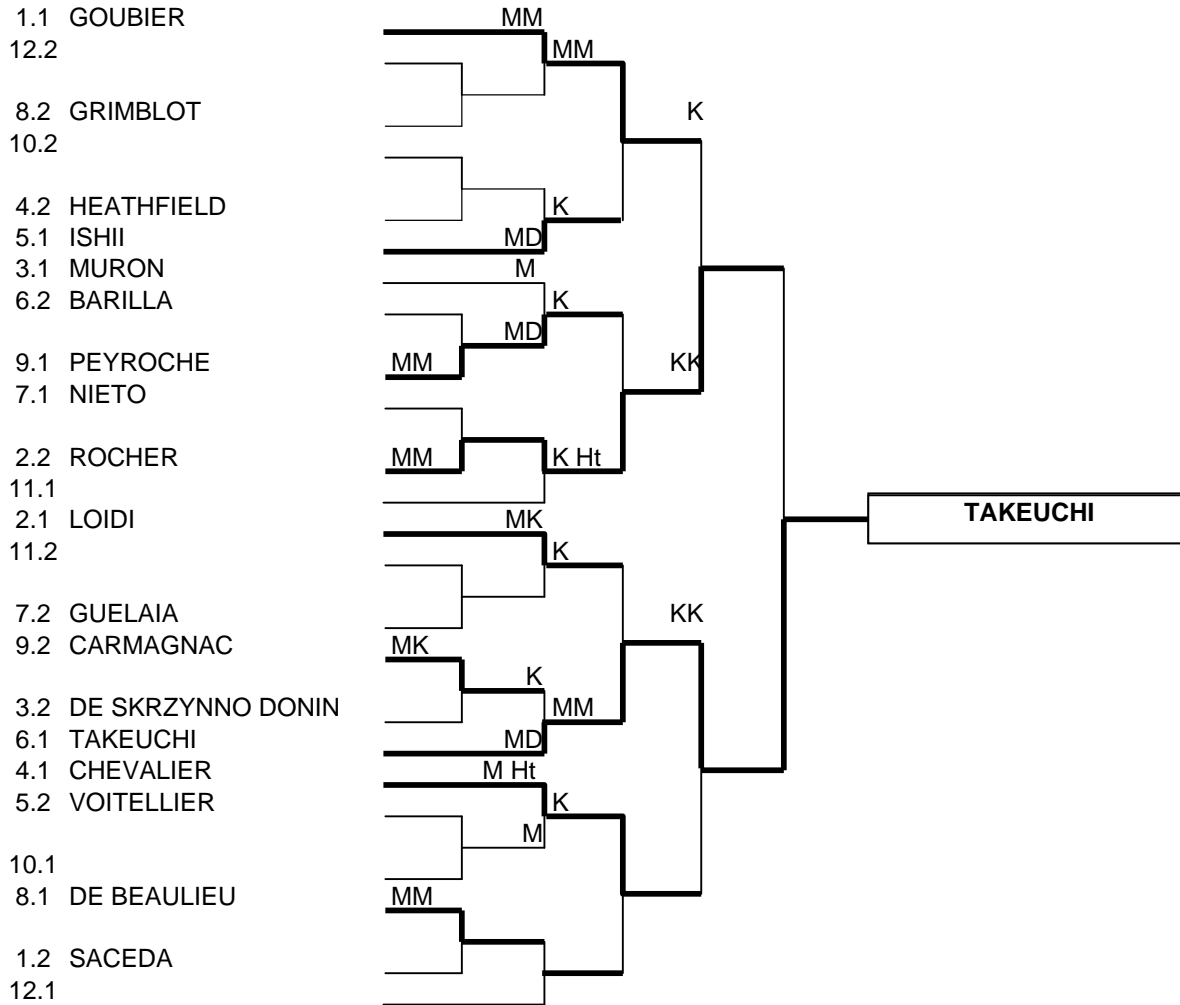 1.1 GOUBIER MM
12.2 MM
8.2 GRIMBLOT K
10.2
4.2 HEATHFIELD K
5.1 ISHII MD
3.1 MURON M
6.2 BARILLA K
MD
9.1 PEYROCHE MM KK
7.1 NIETO
2.2 ROCHER MM K Ht
11.1
2.1 LOIDI MK TAKEUCHI
11.2 K
7.2 GUELAIA KK
9.2 CARMAGNAC MK
K
3.2 DE SKRZYNNO DONIN MM
6.1 TAKEUCHI MD
4.1 CHEVALIER M Ht
5.2 VOITELLIER K
M
10.1
8.1 DE BEAULIEU MM
1.2 SACEDA
12.1